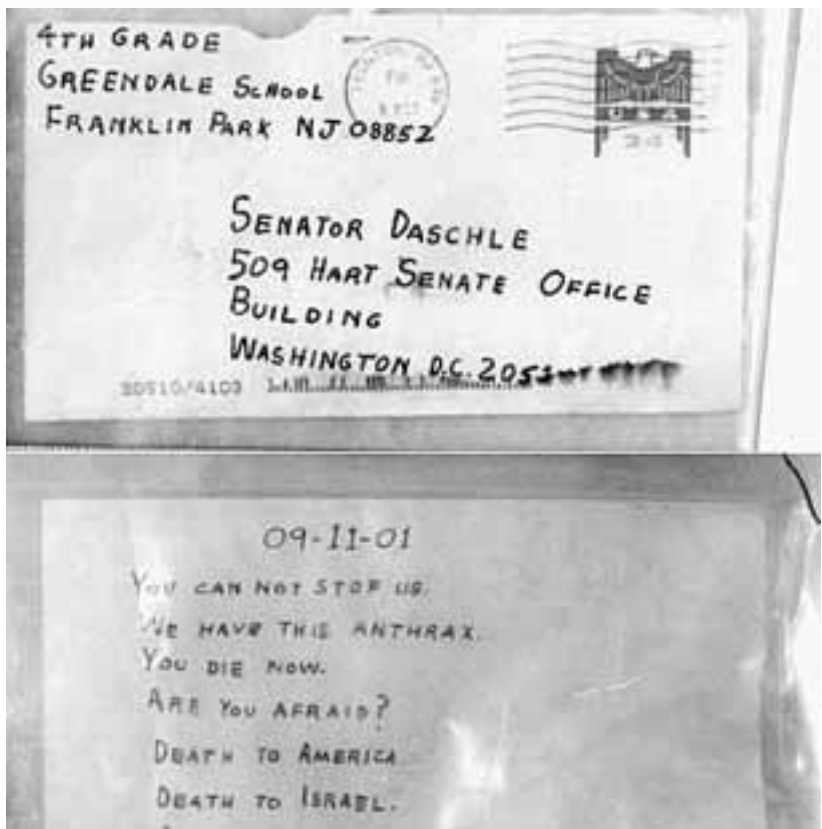 4TH GRADE
GREENDALE SCHOOL
FRANKLIN PARK NJ 08852
SENATOR DASCHLE
509 HART SENATE OFFICE
BUILDING
WASHINGTON D.C. 205
20510/4103
09-11-01
YOU CAN NOT STOP US.
WE HAVE THIS ANTHRAX.
YOU DIE NOW.
ARE YOU AFRAID?
DEATH TO AMERICA
DEATH TO ISRAEL.